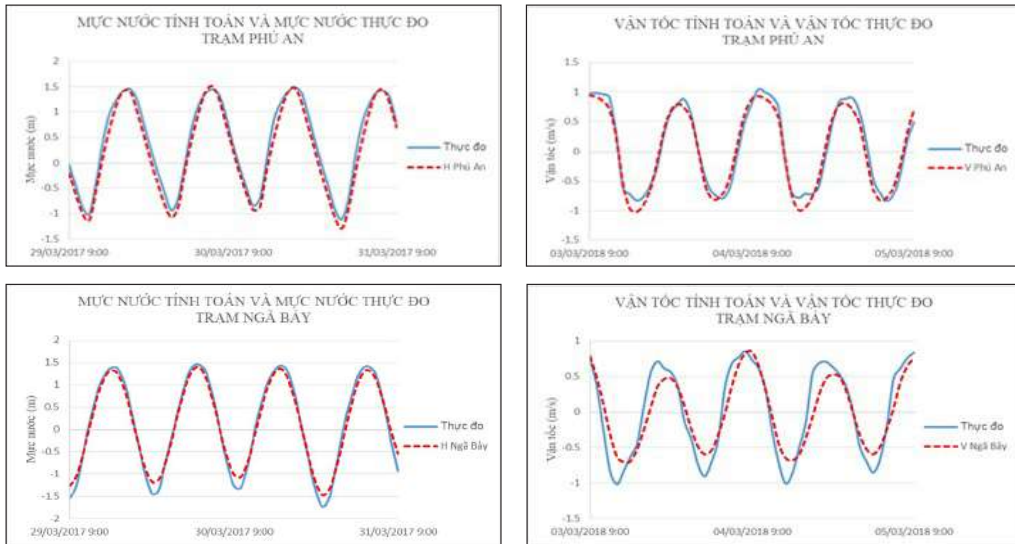 MỰC NƯỚC TÍNH TOÁN VÀ MỰC NƯỚC THỰC ĐO
TRẠM PHÚ AN
Mực nước (m)
2
1.5
1
0.5
0
-0.5
-1
-1.5
29/03/2017 9:00
30/03/2017 9:00
31/03/2017 9:00
Thực đo
H Phú An
VẬN TỐC TÍNH TOÁN VÀ VẬN TỐC THỰC ĐO
TRẠM PHÚ AN
Vận tốc (m/s)
1.5
1
0.5
0
-0.5
-1
-1.5
03/03/2018 9:00
04/03/2018 9:00
05/03/2018 9:00
Thực đo
V Phú An
MỰC NƯỚC TÍNH TOÁN VÀ MỰC NƯỚC THỰC ĐO
TRẠM NGÃ BẢY
Mực nước (m)
2
1.5
1
0.5
0
-0.5
-1
-1.5
-2
29/03/2017 9:00
30/03/2017 9:00
31/03/2017 9:00
Thực đo
H Ngã Bảy
VẬN TỐC TÍNH TOÁN VÀ VẬN TỐC THỰC ĐO
TRẠM NGÃ BẢY
Vận tốc (m/s)
1
0.5
0
-0.5
-1
-1.5
03/03/2018 9:00
04/03/2018 9:00
05/03/2018 9:00
Thực đo
V Ngã Bảy